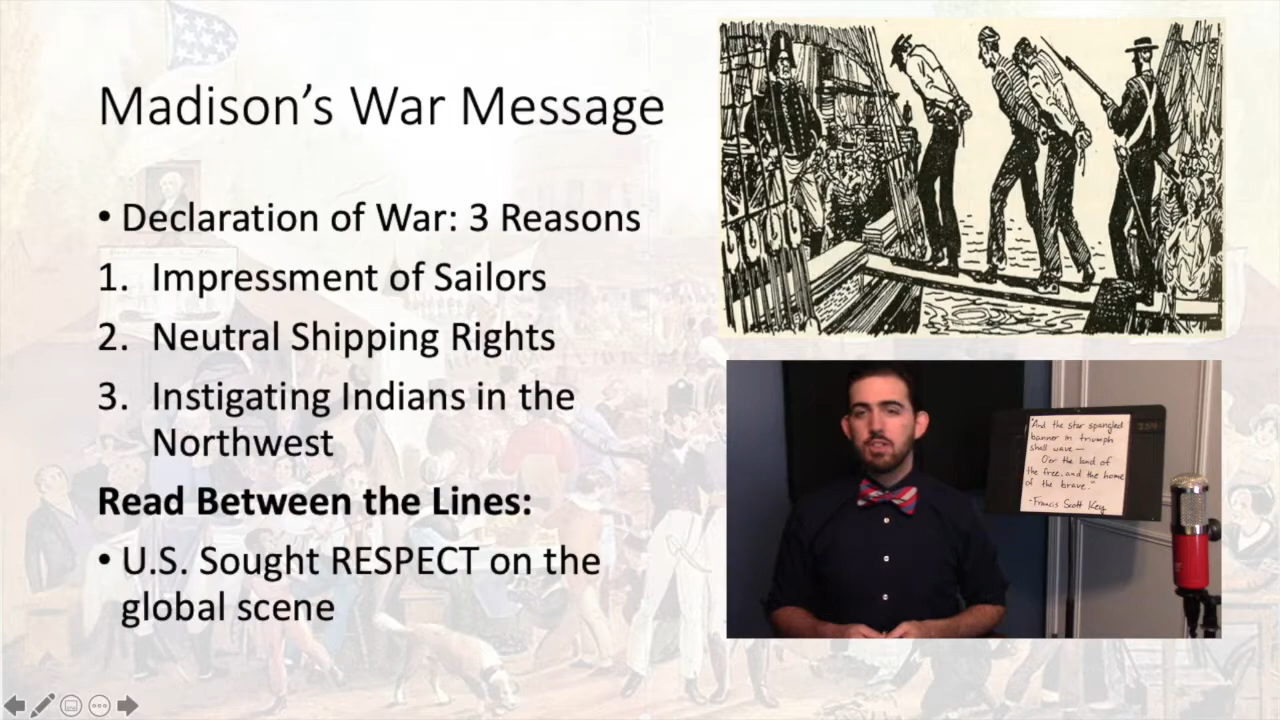 Madison's War Message
• Declaration of War: 3 Reasons
1. Impressment of Sailors
2. Neutral Shipping Rights
3. Instigating Indians in the
Northwest
Read Between the Lines:
• U.S. Sought RESPECT on the
global scene
"And the star spangled
banner in triumph
shall wave—
O'er the land of
the free, and the home
of the brave."
-Francis Scott Key